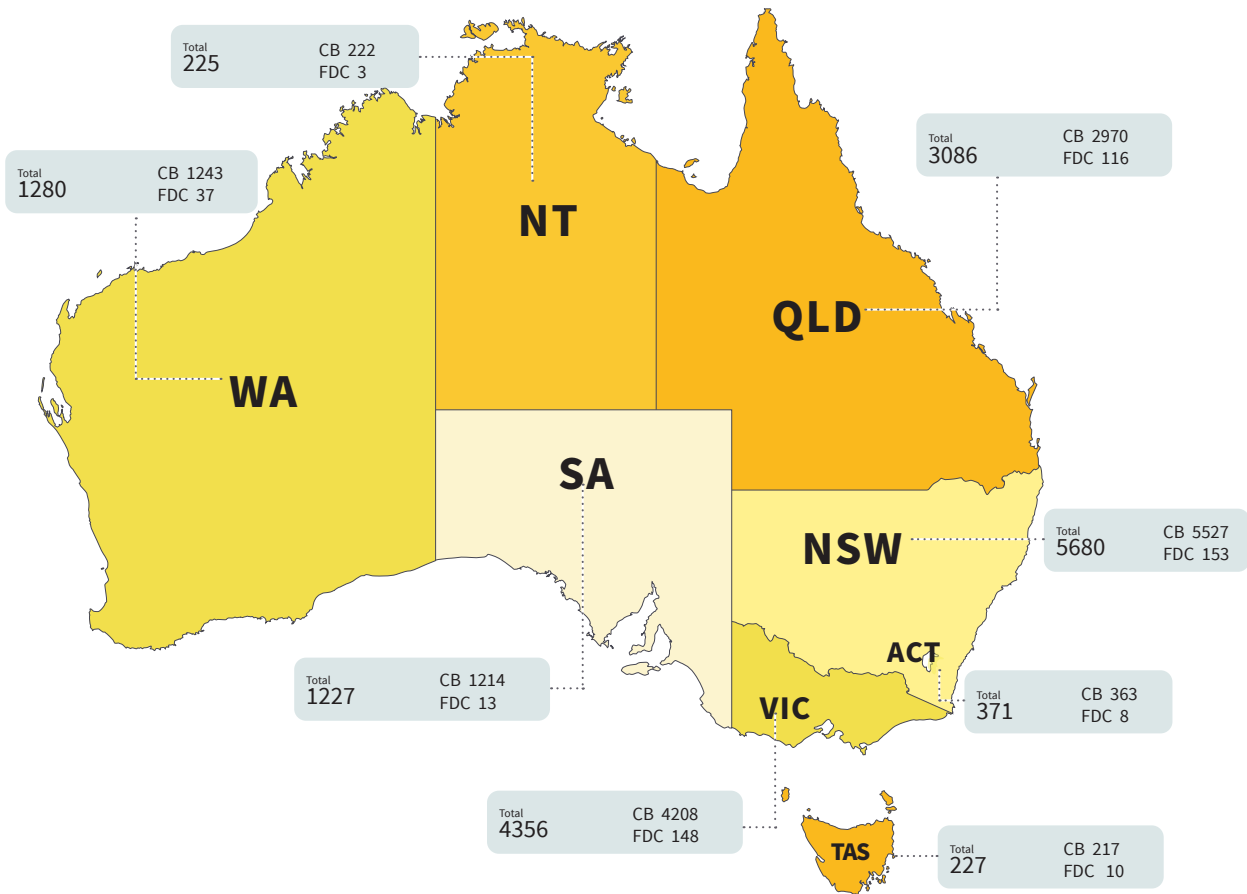 Total
225
CB 222
FDC 3
Total
3086
CB 2970
FDC 116
Total
1280
CB 1243
FDC 37
NT
QLD
WA
SA
NSW
Total
5680
CB 5527
FDC 153
ACT
Total
1227
CB 1214
FDC 13
VIC
Total
371
CB 363
FDC 8
Total
4356
CB 4208
FDC 148
TAS
Total
227
CB 217
FDC 10